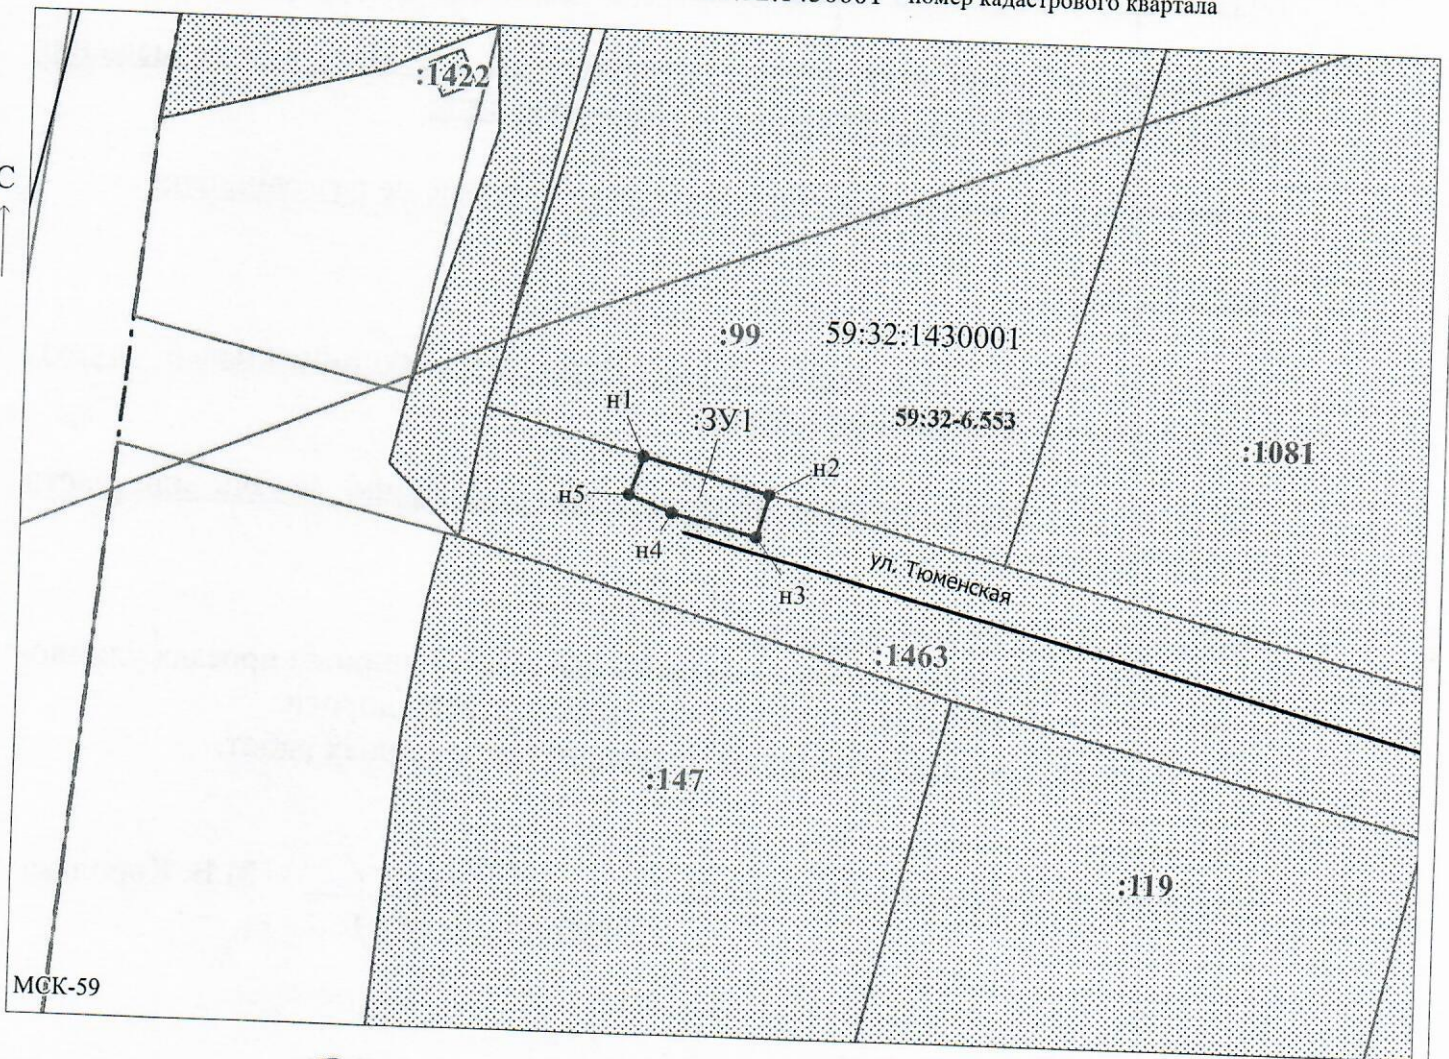 номер кадастрового квартала
:1422
С
:99
59:32:1430001
н1
:ЗУ1
59:32-6.553
н2
:1081
н5
н4
н3
ул. Тюменская
:1463
:147
:119
МСК-59